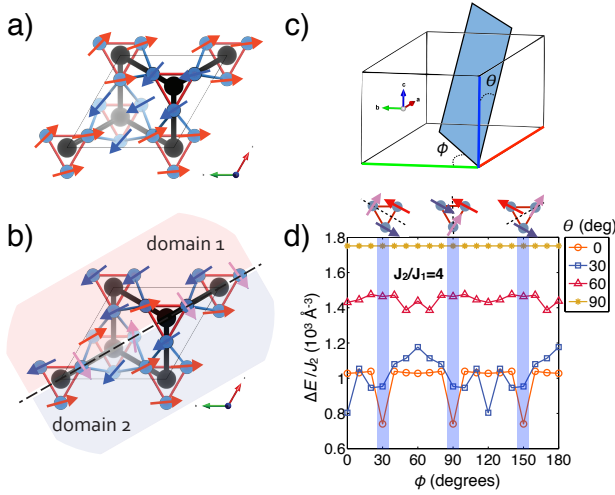 a)
c)
θ
c
b
a
ϕ
b)
domain 1
domain 2
d)
θ (deg)
0
30
60
90
J₂/J₁=4
ΔE/J₂ (10³ Å⁻³)
1.8
1.6
1.4
1.2
1
0.8
0.6
0 30 60 90 120 150 180
ϕ (degrees)